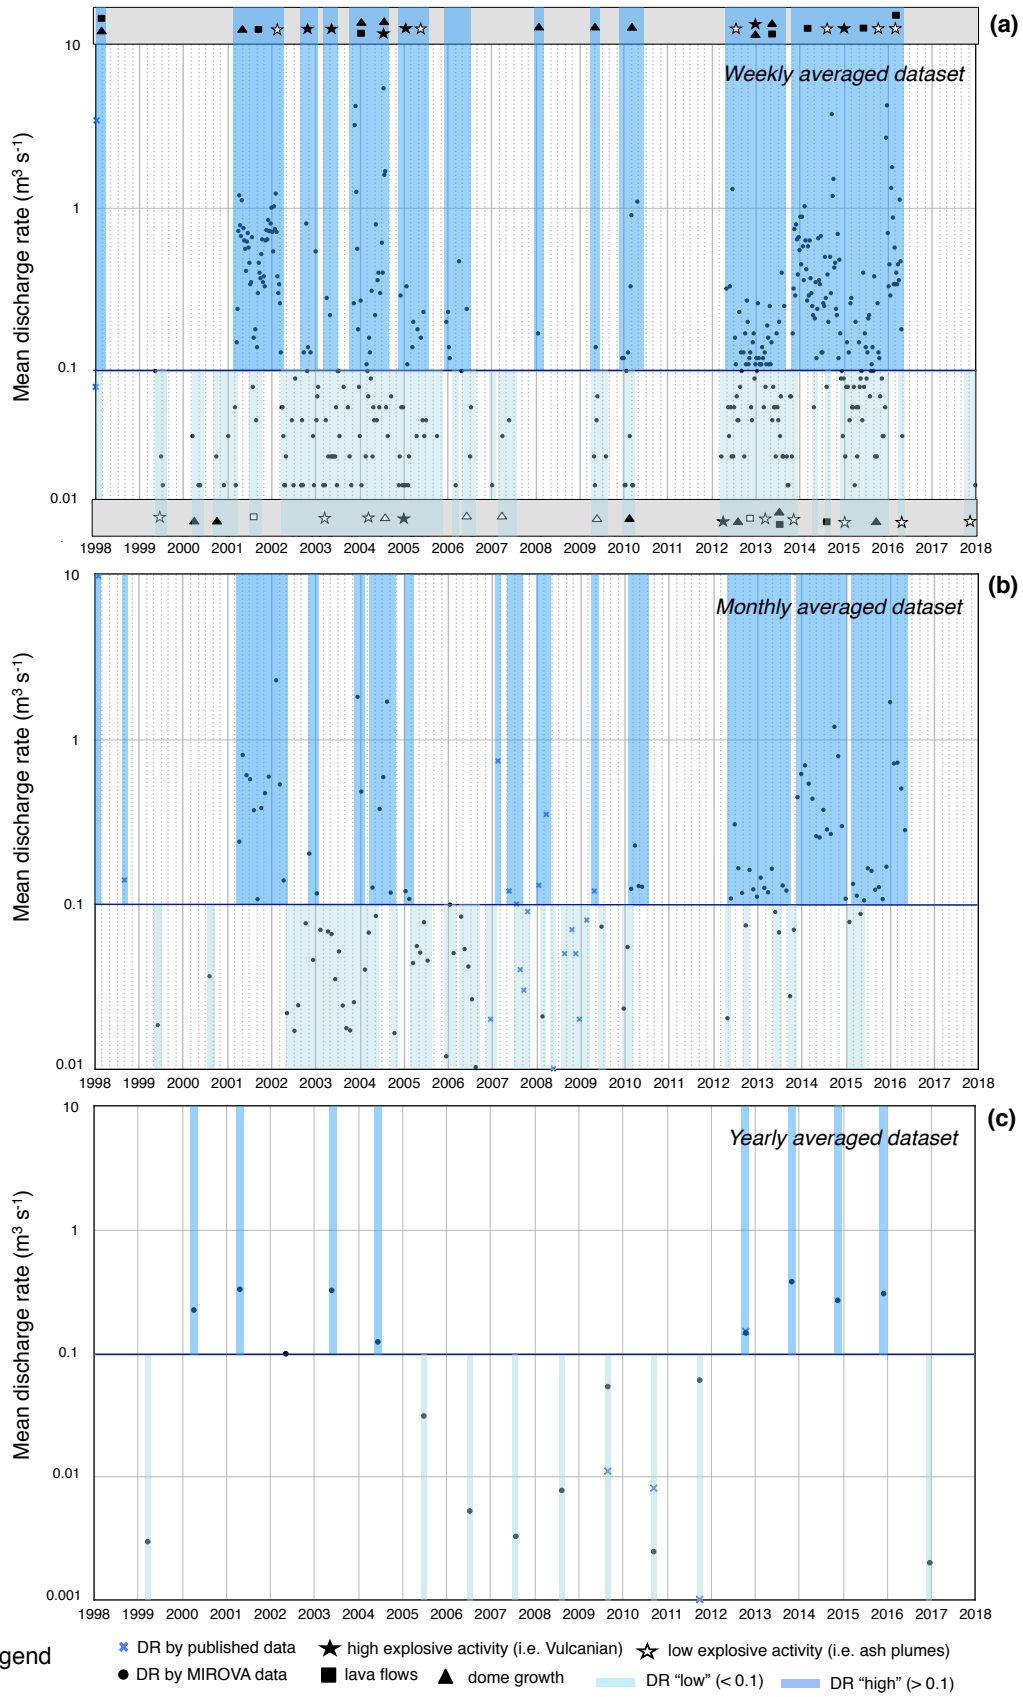 (a)
10
Weekly averaged dataset
1
0.1
0.01
Mean discharge rate (m³ s⁻¹)
1998 1999 2000 2001 2002 2003 2004 2005 2006 2007 2008 2009 2010 2011 2012 2013 2014 2015 2016 2017 2018
(b)
10
Monthly averaged dataset
1
0.1
0.01
Mean discharge rate (m³ s⁻¹)
1998 1999 2000 2001 2002 2003 2004 2005 2006 2007 2008 2009 2010 2011 2012 2013 2014 2015 2016 2017 2018
(c)
10
Yearly averaged dataset
1
0.1
0.01
0.001
Mean discharge rate (m³ s⁻¹)
1998 1999 2000 2001 2002 2003 2004 2005 2006 2007 2008 2009 2010 2011 2012 2013 2014 2015 2016 2017 2018
egend
DR by published data high explosive activity (i.e. Vulcanian) low explosive activity (i.e. ash plumes)
DR by MIROVA data lava flows dome growth DR “low” (< 0.1) DR “high” (> 0.1)